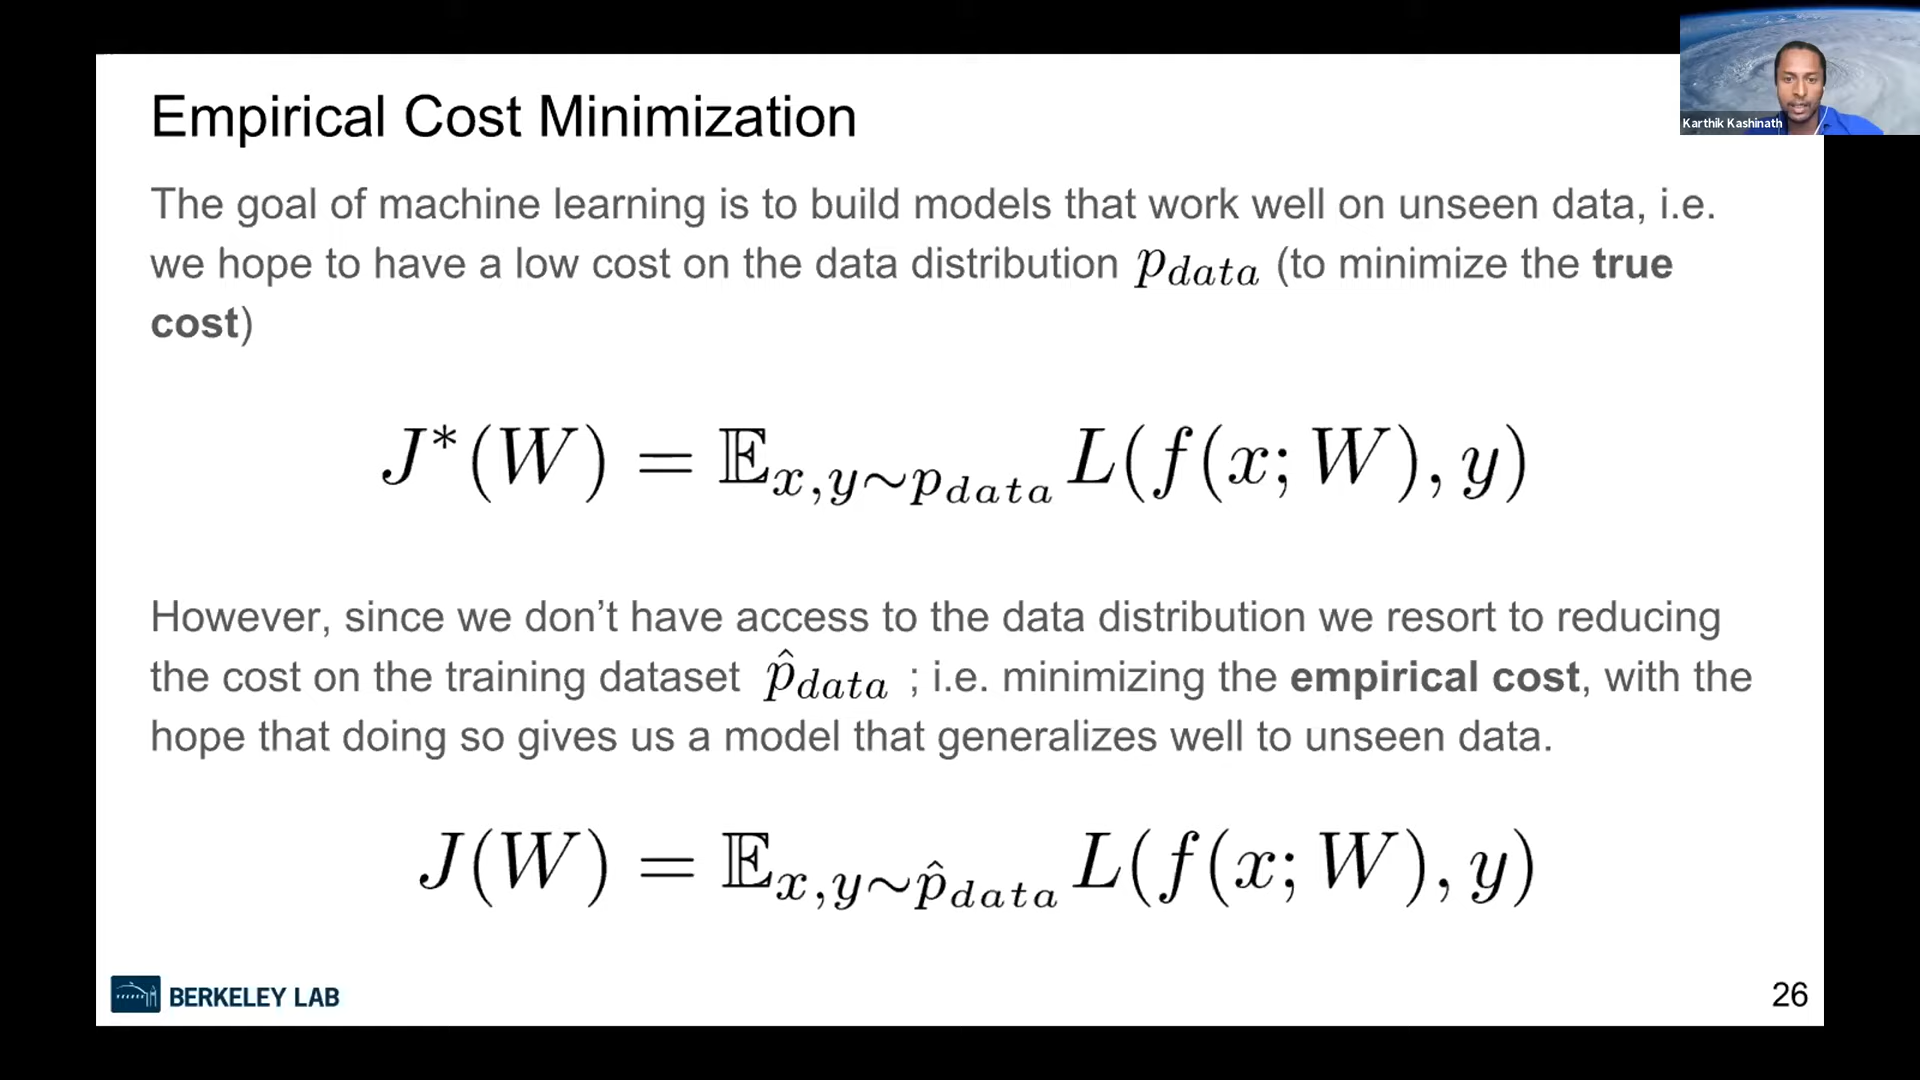 Karthik Kashinath
Empirical Cost Minimization
The goal of machine learning is to build models that work well on unseen data, i.e.
we hope to have a low cost on the data distribution p_data (to minimize the true
cost)
J*(W) = 𝔼_{x,y∼p_data} L(f(x; W), y)
However, since we don’t have access to the data distribution we resort to reducing
the cost on the training dataset p̂_data ; i.e. minimizing the empirical cost, with the
hope that doing so gives us a model that generalizes well to unseen data.
J(W) = 𝔼_{x,y∼p̂_data} L(f(x; W), y)
BERKELEY LAB
26